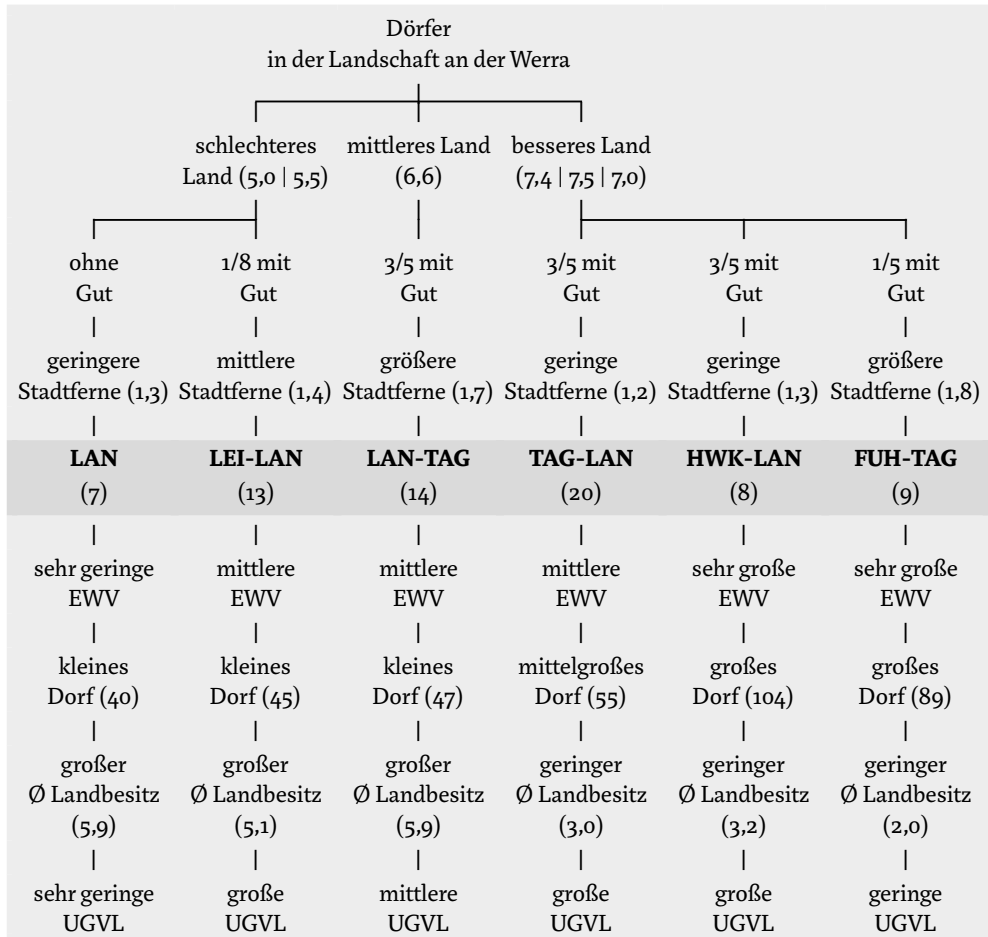 Dörfer
in der Landschaft an der Werra
schlechteres mittleres Land besseres Land
Land (5,0 | 5,5) (6,6) (7,4 | 7,5 | 7,0)
ohne 1/8 mit 3/5 mit 3/5 mit 3/5 mit 1/5 mit
Gut Gut Gut Gut Gut Gut
geringere mittlere größere geringe geringe größere
Stadtferne (1,3) Stadtferne (1,4) Stadtferne (1,7) Stadtferne (1,2) Stadtferne (1,3) Stadtferne (1,8)
LAN LEI-LAN LAN-TAG TAG-LAN HWK-LAN FUH-TAG
(7) (13) (14) (20) (8) (9)
sehr geringe mittlere mittlere mittlere sehr große sehr große
EWV EWV EWV EWV EWV EWV
kleines kleines kleines mittelgroßes großes großes
Dorf (40) Dorf (45) Dorf (47) Dorf (55) Dorf (104) Dorf (89)
großer großer großer geringer geringer geringer
Ø Landbesitz Ø Landbesitz Ø Landbesitz Ø Landbesitz Ø Landbesitz Ø Landbesitz
(5,9) (5,1) (5,9) (3,0) (3,2) (2,0)
sehr geringe große mittlere große große geringe
UGVL UGVL UGVL UGVL UGVL UGVL